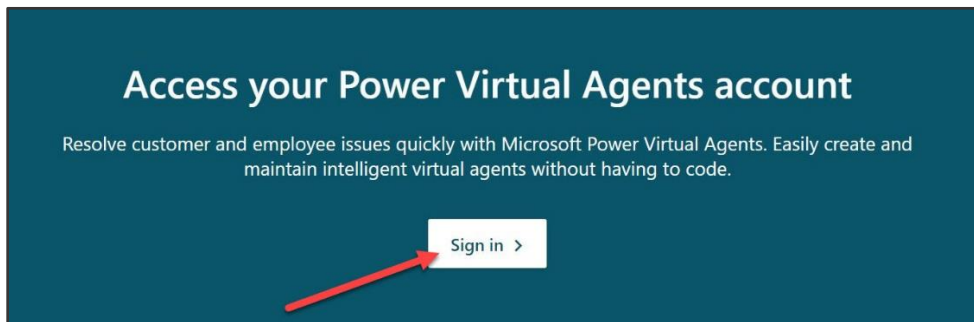 Access your Power Virtual Agents account
Resolve customer and employee issues quickly with Microsoft Power Virtual Agents. Easily create and
maintain intelligent virtual agents without having to code.
Sign in >